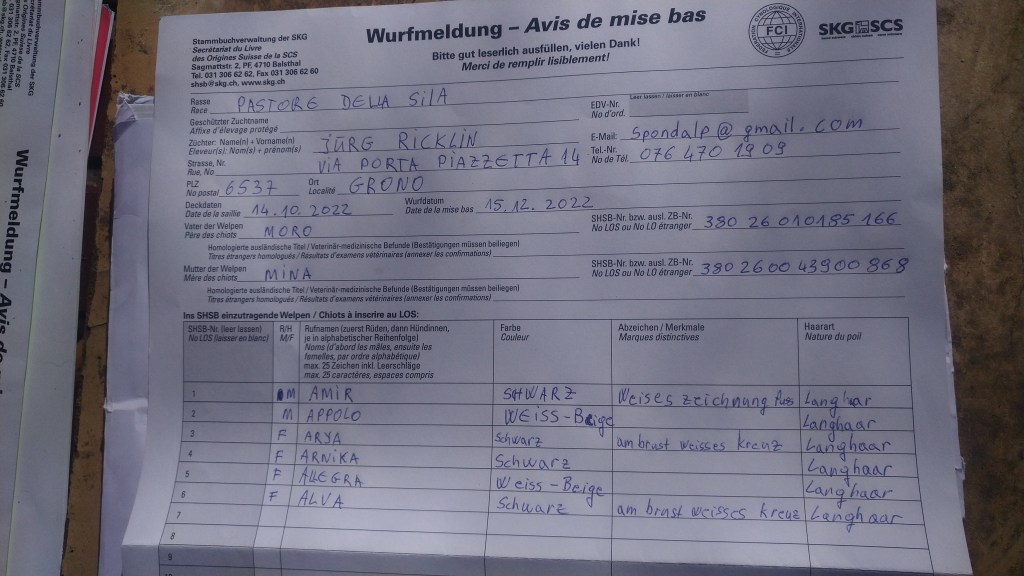 Wurfmeldung – Avis de mise bas
Bitte gut leserlich ausfüllen, vielen Dank!
Merci de remplir lisiblement!
Stammbuchverwaltung der SKG
Secrétariat du Livre
des Origines Suisse de la SCS
Sagmattstr. 2, PF, 4710 Balsthal
Tel. 031 306 62 62, Fax 031 306 62 60
shsb@skg.ch, www.skg.ch
FCI
SKG SCS
Rasse
Race PASTORE DELLA SILA
Leer lassen / laisser en blanc
EDV-Nr.
No d'ord.
Geschützter Zuchtname
Affixe d'élevage protégé
Züchter: Name(n) + Vorname(n)
Eleveur(s): Nom(s) + prénom(s) JÜRG RICKLIN
E-Mail: spondalp@gmail.com
Strasse, Nr.
Rue, No VIA PORTA PIAZZETTA 14
Tel.-Nr.
No de Tél. 076 470 19 09
PLZ
No postal 6537
Ort
Localité GRONO
Deckdaten
Date de la saillie 14.10.2022
Wurfdatum
Date de la mise bas 15.12.2022
Vater der Welpen
Père des chiots MORO
SHSB-Nr. bzw. ausl. ZB-Nr.
No LOS ou No LO étranger 380 26 010185 166
Homologierte ausländische Titel / Veterinär-medizinische Befunde (Bestätigungen müssen beiliegen)
Titres étrangers homologués / Résultats d'examens vétérinaires (annexer les confirmations)
Mutter der Welpen
Mère des chiots MINA
SHSB-Nr. bzw. ausl. ZB-Nr.
No LOS ou No LO étranger 380 2600 43900 868
Homologierte ausländische Titel / Veterinär-medizinische Befunde (Bestätigungen müssen beiliegen)
Titres étrangers homologués / Résultats d'examens vétérinaires (annexer les confirmations)
Ins SHSB einzutragende Welpen / Chiots à inscrire au LOS:
SHSB-Nr. (leer lassen)
No LOS (laisser en blanc)
R/H
M/F
Rufnamen (zuerst Rüden, dann Hündinnen,
je in alphabetischer Reihenfolge)
Noms (d'abord les mâles, ensuite les
femelles, par ordre alphabétique)
max. 25 Zeichen inkl. Leerschläge
max. 25 caractères, espaces compris
Farbe
Couleur
Abzeichen / Merkmale
Marques distinctives
Haarart
Nature du poil
1 M AMIR SCHWARZ Weises zeichnung Langhaar
2 M APPOLO WEISS-Beige Langhaar
3 F ARYA Schwarz am brust weisses kreuz Langhaar
4 F ARNIKA Schwarz Langhaar
5 F ALLEGRA Weiss-Beige Langhaar
6 F ALVA Schwarz am brust weisses kreuz Langhaar
7
8
9
Wurfmeldung – Avis de